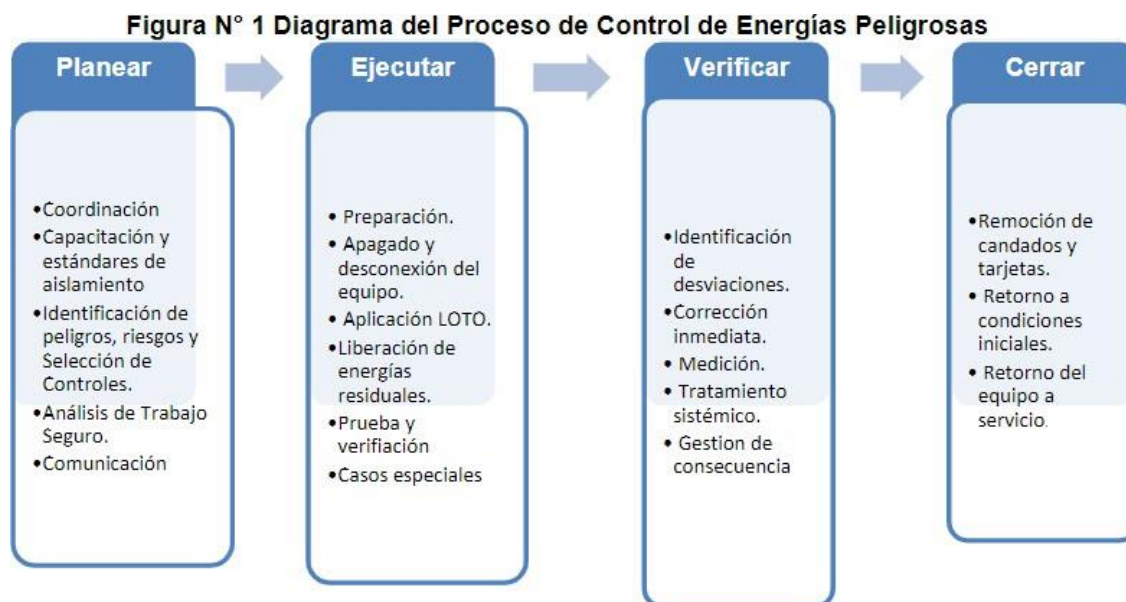 Figura N° 1 Diagrama del Proceso de Control de Energías Peligrosas
Planear
•Coordinación
•Capacitación y
estándares de
aislamiento
•Identificación de
peligros, riesgos y
Selección de
Controles.
•Análisis de Trabajo
Seguro.
•Comunicación
Ejecutar
• Preparación.
• Apagado y
desconexión del
equipo.
• Aplicación LOTO.
•Liberación de
energías
residuales.
•Prueba y
verifiación
•Casos especiales
Verificar
•Identificación
de
desviaciones.
•Corrección
inmediata.
• Medición.
• Tratamiento
sistémico.
• Gestion de
consecuencia
Cerrar
•Remoción de
candados y
tarjetas.
• Retorno a
condiciones
iniciales.
• Retorno del
equipo a
servicio.